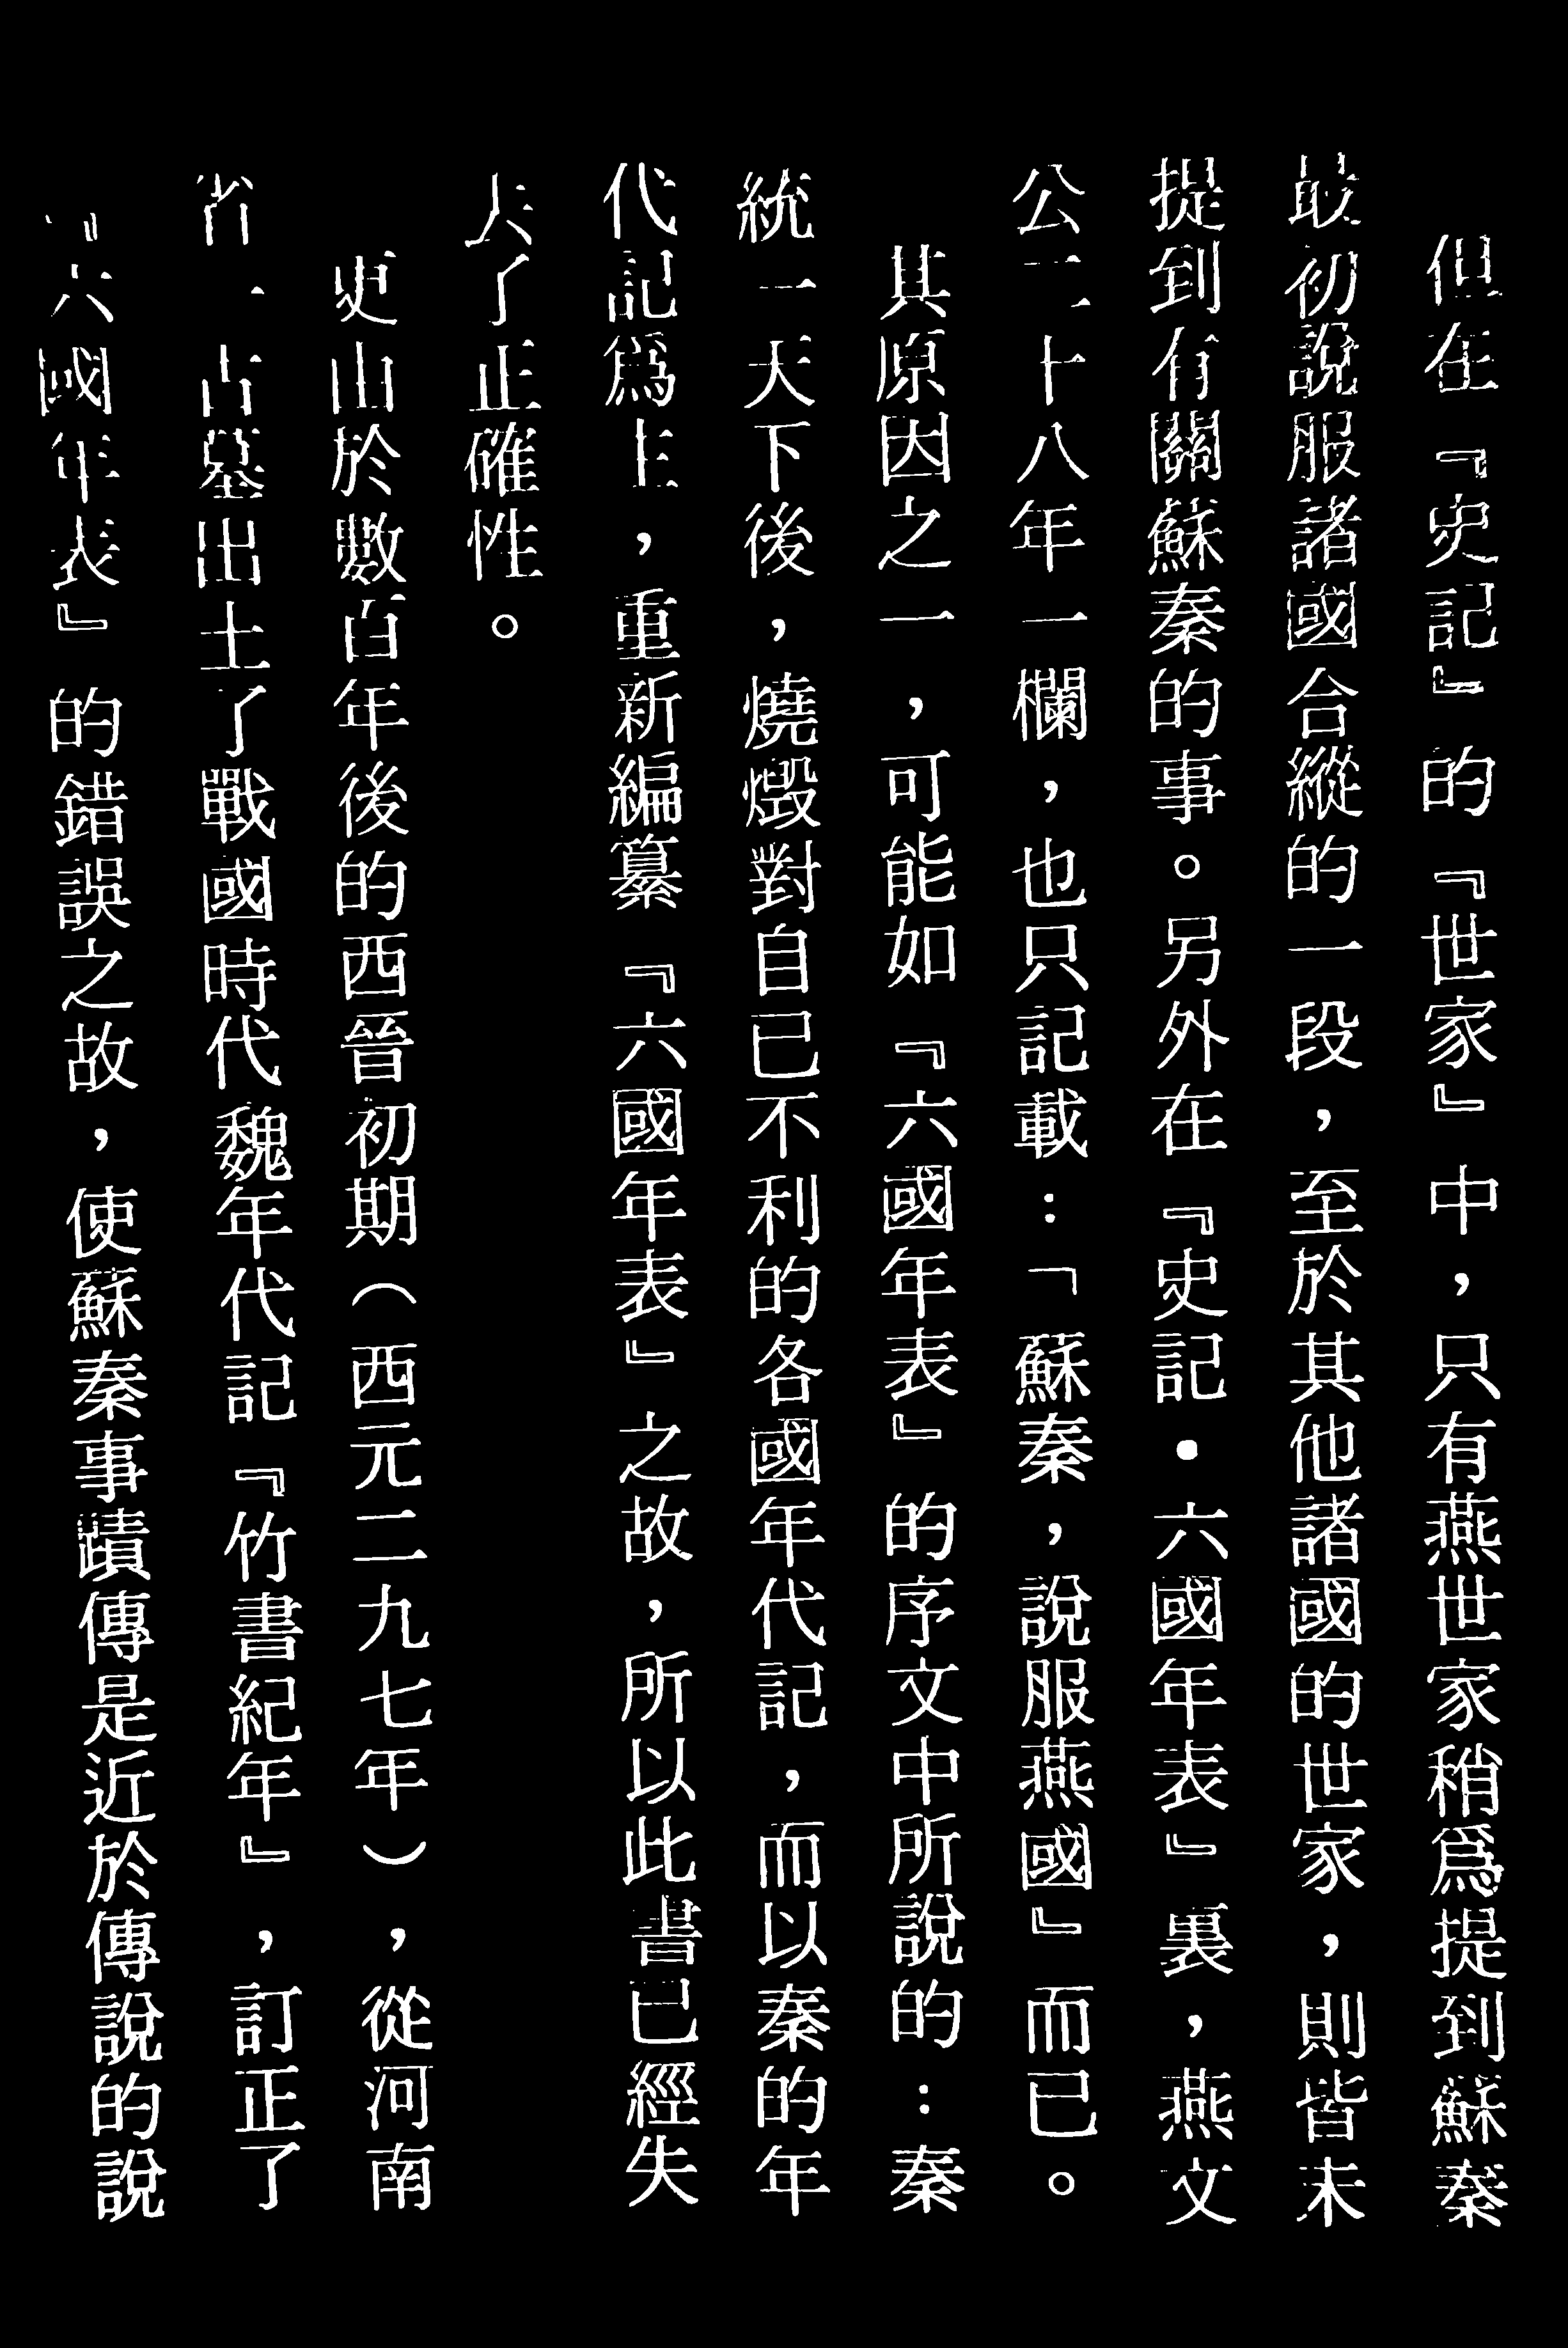 但在『史記』的『世家』中，只有燕世家稍爲提到蘇秦
最初說服諸國合縱的一段，至於其他諸國的世家，則皆未
提到有關蘇秦的事。另外在『史記·六國年表』裏，燕文
公二十八年一欄，也只記載：「蘇秦，說服燕國』而已。
其原因之一，可能如『六國年表』的序文中所說的：秦
統一天下後，燒燬對自已不利的各國年代記，而以秦的年
代記爲主，重新編纂『六國年表』之故，所以此書已經失
去了正確性。
更由於數百年後的西晉初期（西元二九七年），從河南
省一古墓出土了戰國時代魏年代記『竹書紀年』，訂正了
『六國年表』的錯誤之故，使蘇秦事蹟傳是近於傳說的說